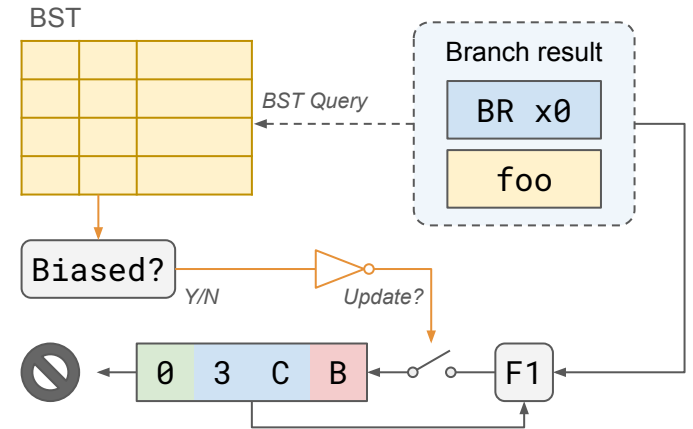 BST
Branch result
BST Query
BR x0
foo
Biased?
Y/N
Update?
0 3 C B
F1